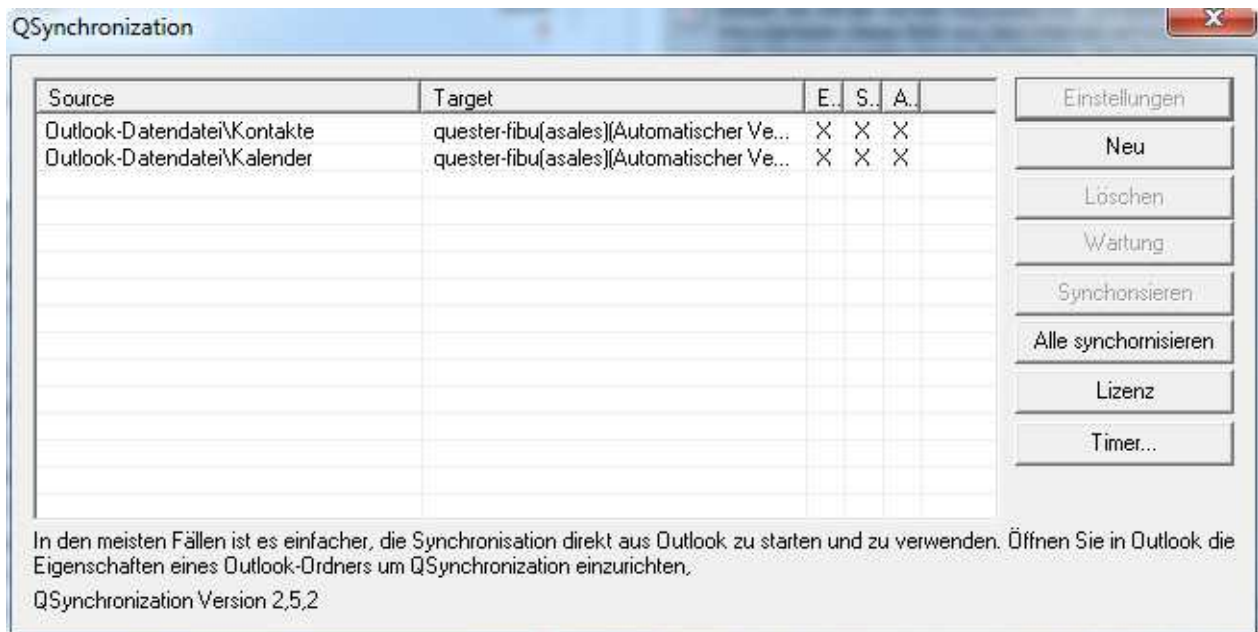 QSynchronization
Source Target E.. S.. A..
Outlook-Datendatei\Kontakte quester-fibu(asales)(Automatischer Ve... X X X
Outlook-Datendatei\Kalender quester-fibu(asales)(Automatischer Ve... X X X
Einstellungen
Neu
Löschen
Wartung
Synchonsieren
Alle synchornisieren
Lizenz
Timer...
In den meisten Fällen ist es einfacher, die Synchronisation direkt aus Outlook zu starten und zu verwenden. Öffnen Sie in Outlook die
Eigenschaften eines Outlook-Ordners um QSynchronization einzurichten,
QSynchronization Version 2,5,2